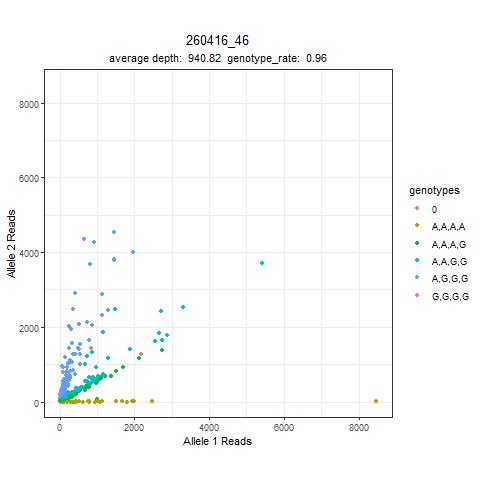 260416_46
average depth: 940.82 genotype_rate: 0.96
Allele 2 Reads
8000
6000
4000
2000
0
0
2000
4000
6000
8000
Allele 1 Reads
genotypes
0
A,A,A,A
A,A,A,G
A,A,G,G
A,G,G,G
G,G,G,G